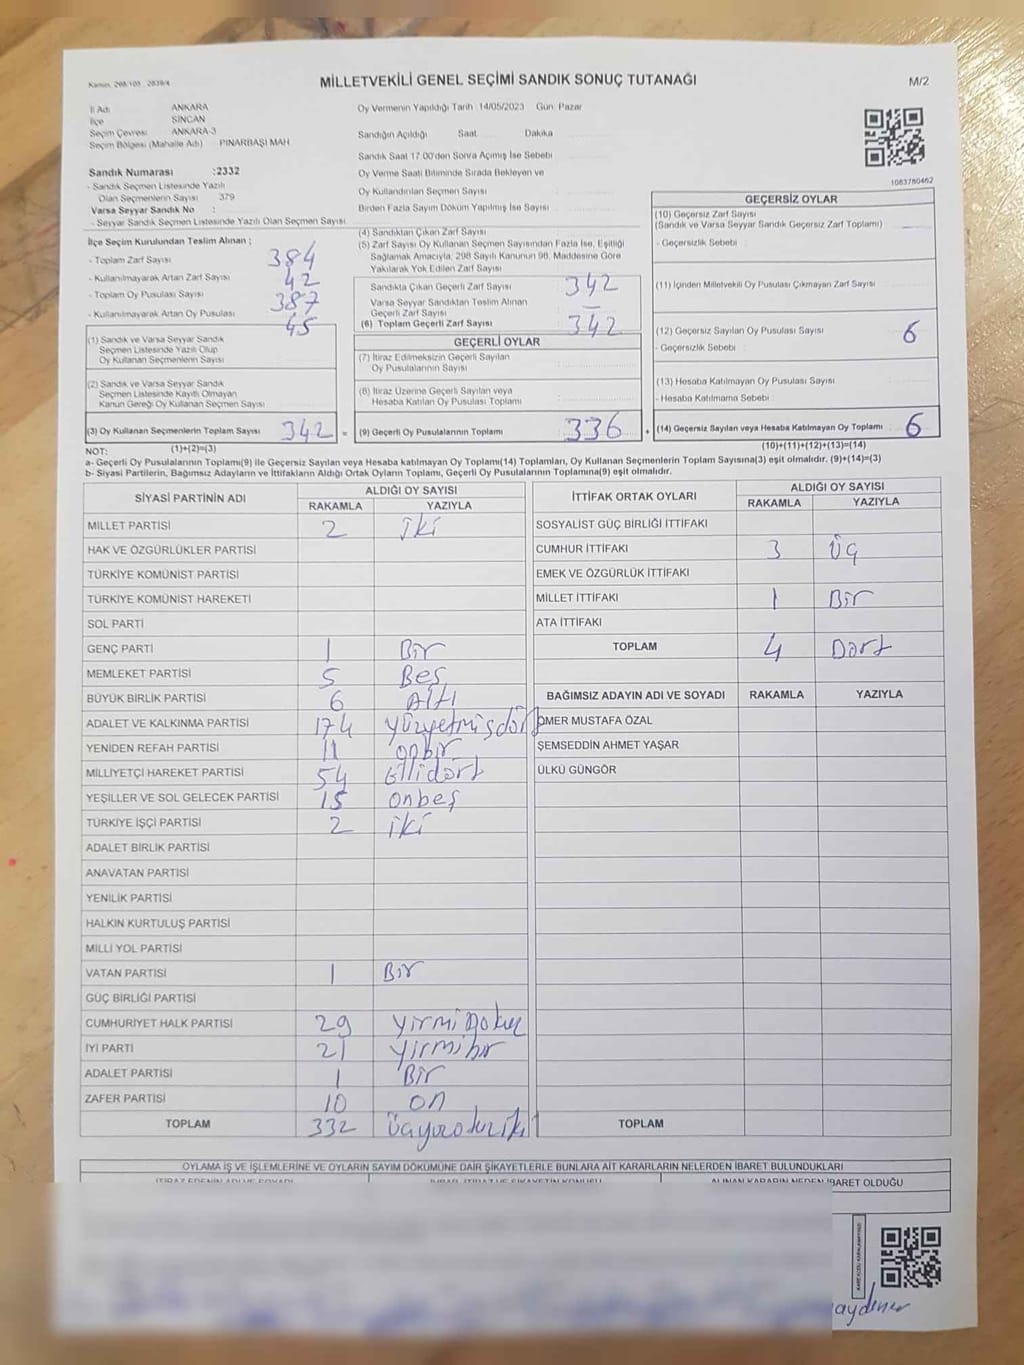 Kanun, 298/105 2839/4
MİLLETVEKİLİ GENEL SEÇİMİ SANDIK SONUÇ TUTANAĞI
M/2
İl Adı ANKARA
İlçe SİNCAN
Seçim Çevresi ANKARA-3
Seçim Bölgesi (Mahalle Adı) PINARBAŞI MAH.
Oy Vermenin Yapıldığı Tarih :14/05/2023 Gün: Pazar
Sandığın Açıldığı Saat Dakika
Sandık Saat 17.00'den Sonra Açılmış İse Sebebi
Sandık Numarası :2332
- Sandık Seçmen Listesinde Yazılı
Olan Seçmenlerin Sayısı 379
Varsa Seyyar Sandık No :
- Seyyar Sandık Seçmen Listesinde Yazılı Olan Seçmen Sayısı
Oy Verme Saati Bitiminde Sırada Bekleyen ve
Oy Kullandırılan Seçmen Sayısı
Birden Fazla Sayım Döküm Yapılmış İse Sayısı
1083780462
İlçe Seçim Kurulundan Teslim Alınan ;
- Toplam Zarf Sayısı 384
- Kullanılmayarak Artan Zarf Sayısı 42
- Toplam Oy Pusulası Sayısı 387
- Kullanılmayarak Artan Oy Pusulası 45
(4) Sandıktan Çıkan Zarf Sayısı
(5) Zarf Sayısı Oy Kullanan Seçmen Sayısından Fazla İse, Eşitliği
Sağlamak Amacıyla, 298 Sayılı Kanunun 98. Maddesine Göre
Yakılarak Yok Edilen Zarf Sayısı
Sandıkta Çıkan Geçerli Zarf Sayısı 342
Varsa Seyyar Sandıktan Teslim Alınan
Geçerli Zarf Sayısı —
(6) Toplam Geçerli Zarf Sayısı 342
GEÇERSİZ OYLAR
(10) Geçersiz Zarf Sayısı
(Sandık ve Varsa Seyyar Sandık Geçersiz Zarf Toplamı)
- Geçersizlik Sebebi :
(11) İçinden Milletvekili Oy Pusulası Çıkmayan Zarf Sayısı
(12) Geçersiz Sayılan Oy Pusulası Sayısı 6
- Geçersizlik Sebebi :
(13) Hesaba Katılmayan Oy Pusulası Sayısı
- Hesaba Katılmama Sebebi :
(14) Geçersiz Sayılan veya Hesaba Katılmayan Oy Toplamı 6
(10)+(11)+(12)+(13)=(14)
(1) Sandık ve Varsa Seyyar Sandık
Seçmen Listesinde Yazılı Olup
Oy Kullanan Seçmenlerin Sayısı
(2) Sandık ve Varsa Seyyar Sandık
Seçmen Listesinde Kayıtlı Olmayan
Kanun Gereği Oy Kullanan Seçmen Sayısı
(3) Oy Kullanan Seçmenlerin Toplam Sayısı 342 =
(1)+(2)=(3)
GEÇERLİ OYLAR
(7) İtiraz Edilmeksizin Geçerli Sayılan
Oy Pusulalarının Sayısı
(8) İtiraz Üzerine Geçerli Sayılan veya
Hesaba Katılan Oy Pusulası Toplamı
(9) Geçerli Oy Pusulalarının Toplamı 336 +
NOT:
a- Geçerli Oy Pusulalarının Toplamı(9) ile Geçersiz Sayılan veya Hesaba katılmayan Oy Toplamı(14) Toplamları, Oy Kullanan Seçmenlerin Toplam Sayısına(3) eşit olmalıdır. (9)+(14)=(3)
b- Siyasi Partilerin, Bağımsız Adayların ve İttifakların Aldığı Ortak Oyların Toplamı, Geçerli Oy Pusulalarının Toplamına(9) eşit olmalıdır.
SİYASİ PARTİNİN ADI ALDIĞI OY SAYISI
RAKAMLA YAZIYLA
MİLLET PARTİSİ 2 iki
HAK VE ÖZGÜRLÜKLER PARTİSİ
TÜRKİYE KOMÜNİST PARTİSİ
TÜRKİYE KOMÜNİST HAREKETİ
SOL PARTİ
GENÇ PARTİ 1 Bir
MEMLEKET PARTİSİ 5 Beş
BÜYÜK BİRLİK PARTİSİ 6 Altı
ADALET VE KALKINMA PARTİSİ 174 yüzyetmişdört
YENİDEN REFAH PARTİSİ 11 onbir
MİLLİYETÇİ HAREKET PARTİSİ 54 Ellidört
YEŞİLLER VE SOL GELECEK PARTİSİ 15 onbeş
TÜRKİYE İŞÇİ PARTİSİ 2 iki
ADALET BİRLİK PARTİSİ
ANAVATAN PARTİSİ
YENİLİK PARTİSİ
HALKIN KURTULUŞ PARTİSİ
MİLLİ YOL PARTİSİ
VATAN PARTİSİ 1 Bir
GÜÇ BİRLİĞİ PARTİSİ
CUMHURİYET HALK PARTİSİ 29 Yirmi Dokuz
İYİ PARTİ 21 Yirmibir
ADALET PARTİSİ 1 Bir
ZAFER PARTİSİ 10 on
TOPLAM 332
İTTİFAK ORTAK OYLARI ALDIĞI OY SAYISI
RAKAMLA YAZIYLA
SOSYALİST GÜÇ BİRLİĞİ İTTİFAKI
CUMHUR İTTİFAKI 3 Üç
EMEK VE ÖZGÜRLÜK İTTİFAKI
MİLLET İTTİFAKI 1 Bir
ATA İTTİFAKI
TOPLAM 4 Dört
BAĞIMSIZ ADAYIN ADI VE SOYADI RAKAMLA YAZIYLA
ÖMER MUSTAFA ÖZAL
ŞEMSEDDİN AHMET YAŞAR
ÜLKÜ GÜNGÖR
TOPLAM
OYLAMA İŞ VE İŞLEMLERİNE VE OYLARIN SAYIM DÖKÜMÜNE DAİR ŞİKAYETLERLE BUNLARA AİT KARARLARIN NELERDEN İBARET BULUNDUKLARI
ALINAN KARARIN NEDEN İBARET OLDUĞU